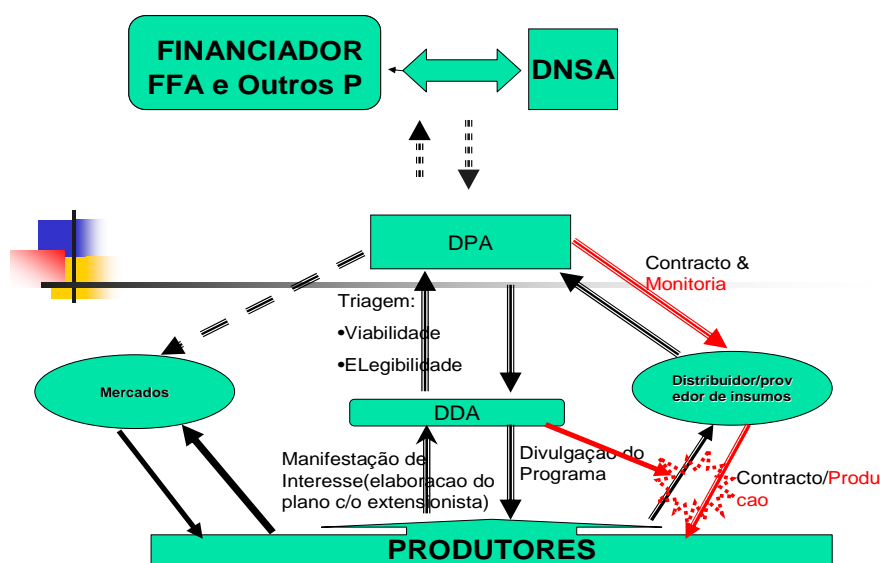 FINANCIADOR
FFA e Outros P
DNSA
DPA
Contracto &
Monitoria
Triagem:
•Viabilidade
•ELegibilidade
Mercados
Distribuidor/prov
edor de insumos
DDA
Manifestação de
Interesse(elaboracao do
plano c/o extensionista)
Divulgação do
Programa
Contracto/Produ
cao
PRODUTORES